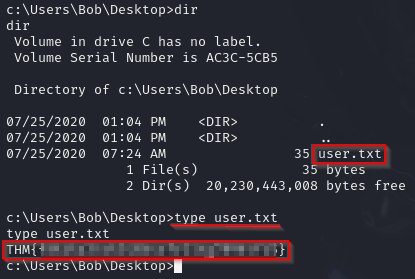 c:\Users\Bob\Desktop>dir
dir
 Volume in drive C has no label.
 Volume Serial Number is AC3C-5CB5

 Directory of c:\Users\Bob\Desktop

07/25/2020  01:04 PM    <DIR>          .
07/25/2020  01:04 PM    <DIR>          ..
07/25/2020  07:24 AM                35 user.txt
               1 File(s)             35 bytes
               2 Dir(s)  20,230,443,008 bytes free

c:\Users\Bob\Desktop>type user.txt
type user.txt
THM{
c:\Users\Bob\Desktop>